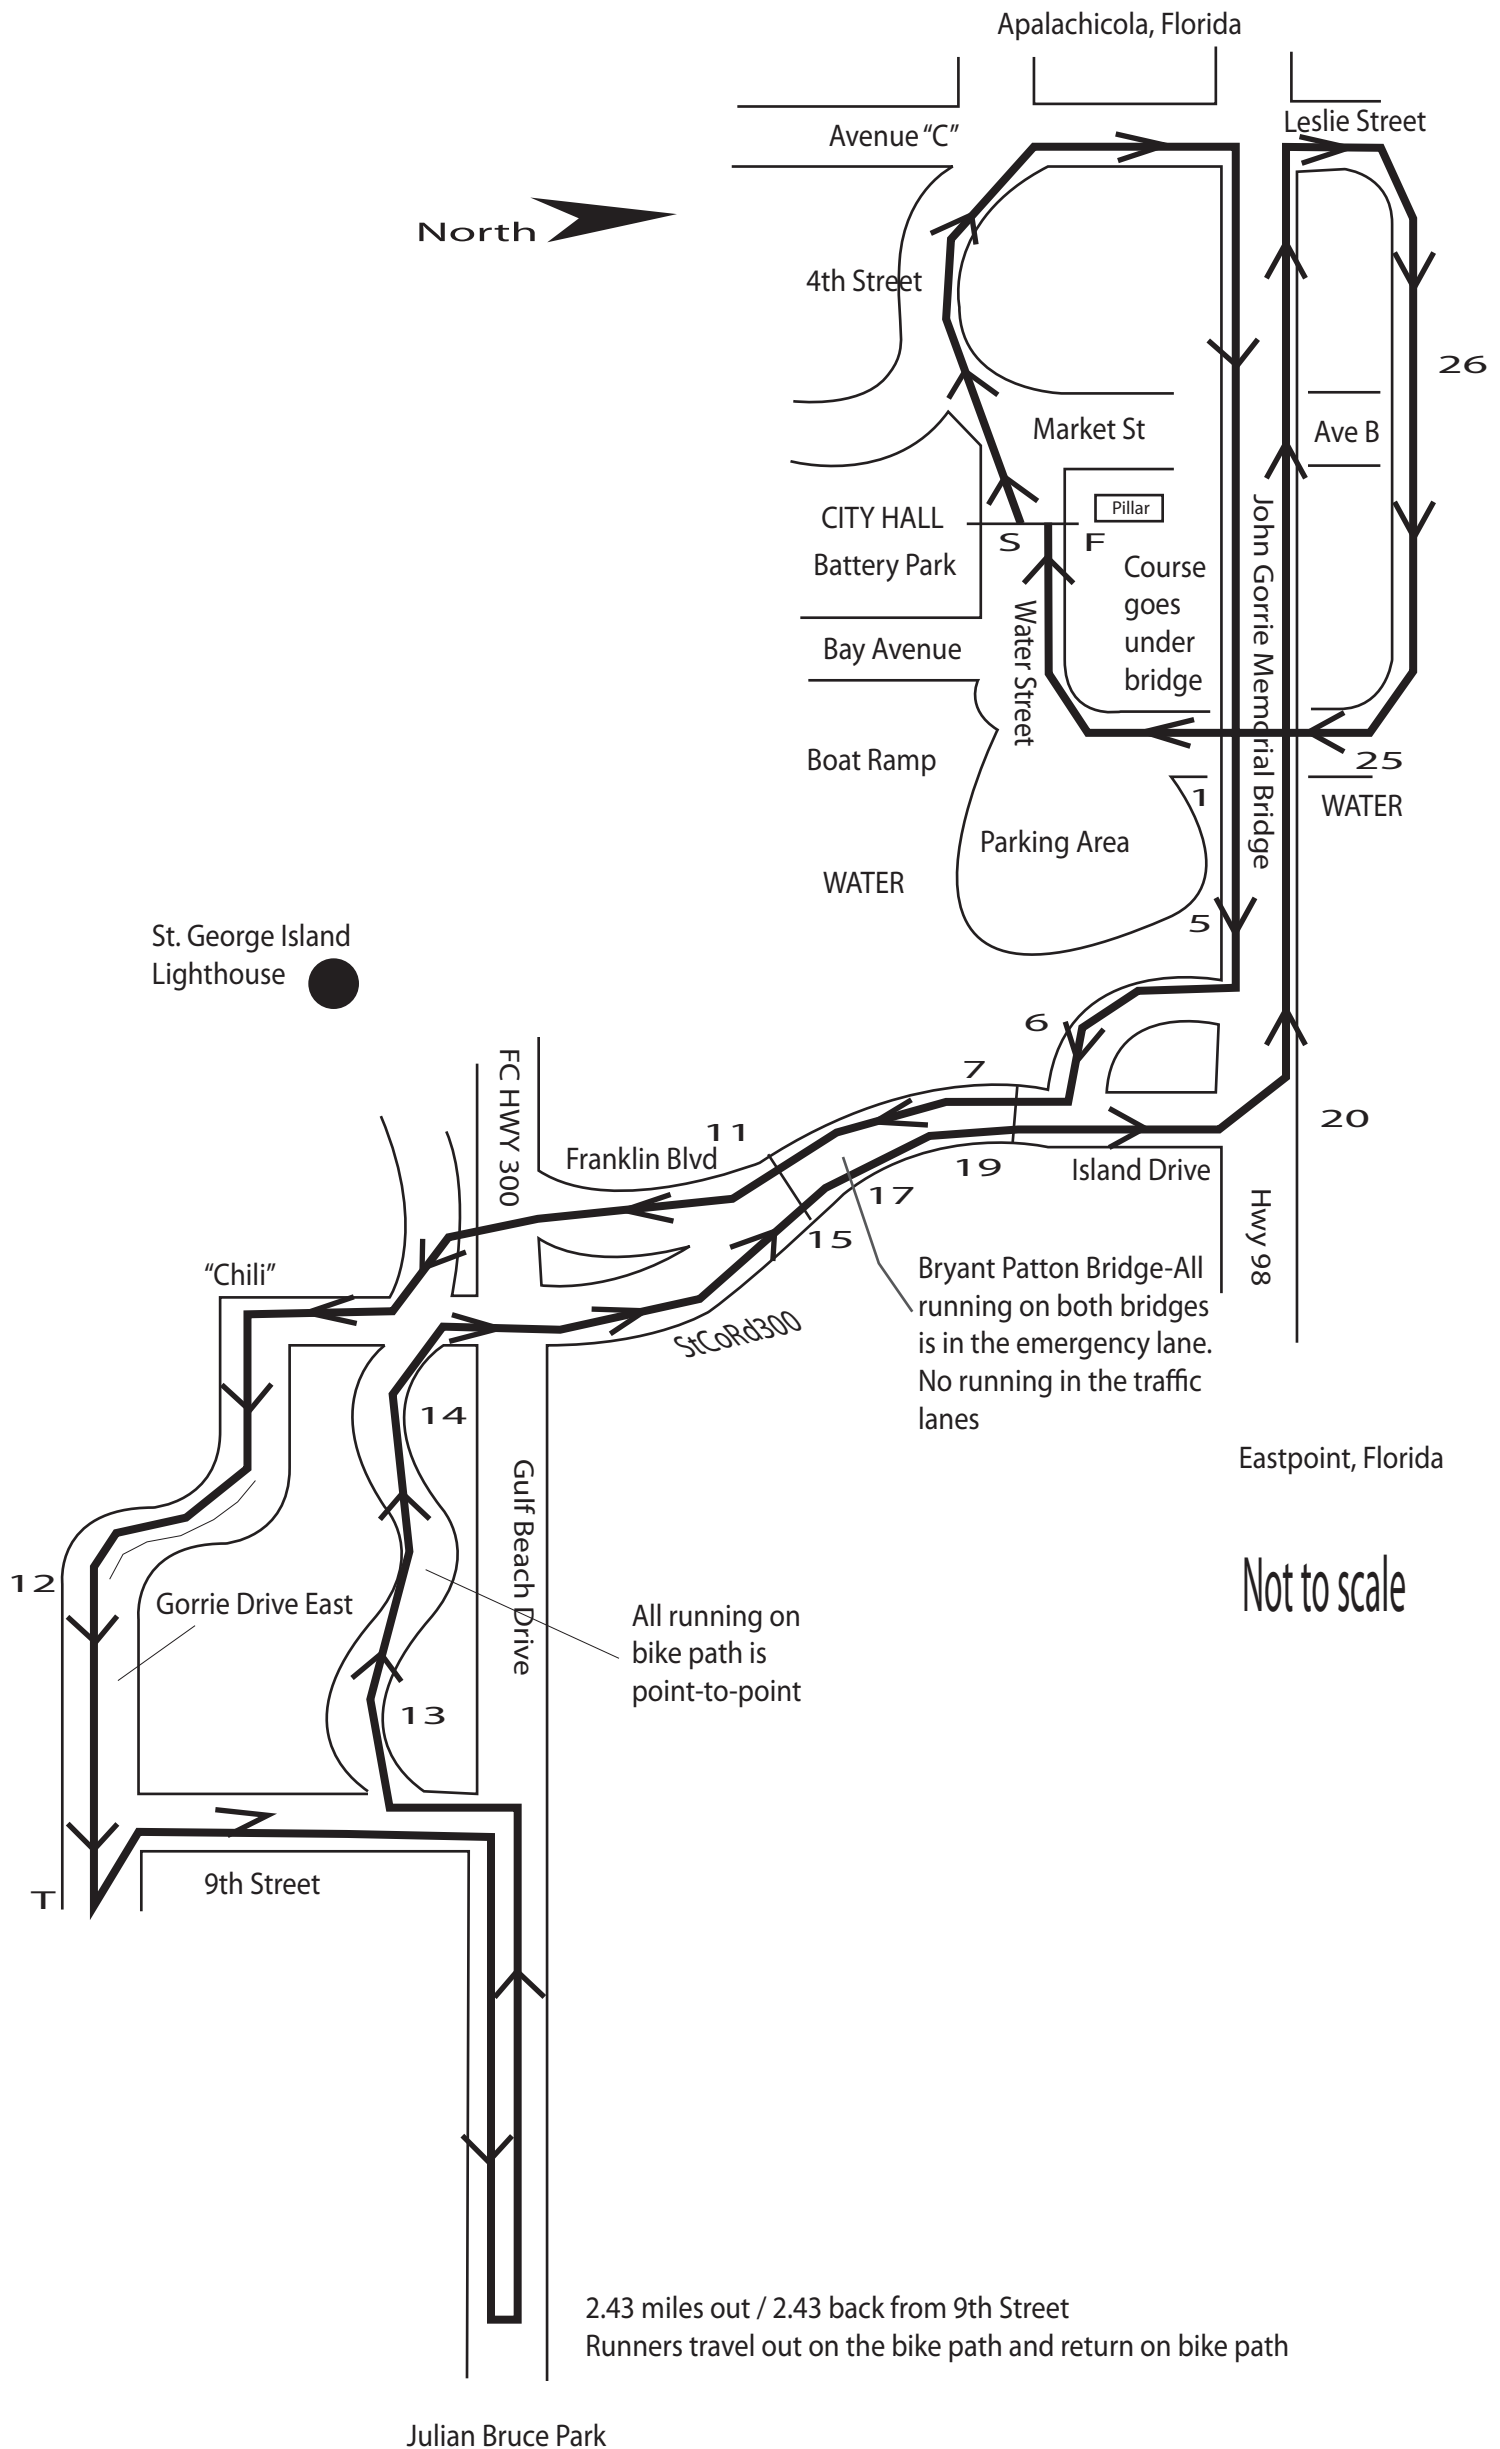 Apalachicola, Florida
Leslie Street
Avenue “C”
North
4th Street
26
Market St
Ave B
CITY HALL
Pillar
S
F
Battery Park
Course
goes
under
bridge
John Gorrie Memorial Bridge
Water Street
Bay Avenue
Boat Ramp
25
1
WATER
Parking Area
WATER
5
St. George Island
Lighthouse
6
7
FC HWY 300
11
20
Franklin Blvd
19
Island Drive
17
15
Hwy 98
“Chili”
Bryant Patton Bridge-All
running on both bridges
is in the emergency lane.
No running in the traffic
lanes
StCoRd300
14
Eastpoint, Florida
Gulf Beach Drive
12
Not to scale
Gorrie Drive East
All running on
bike path is
point-to-point
13
T
9th Street
2.43 miles out / 2.43 back from 9th Street
Runners travel out on the bike path and return on bike path
Julian Bruce Park